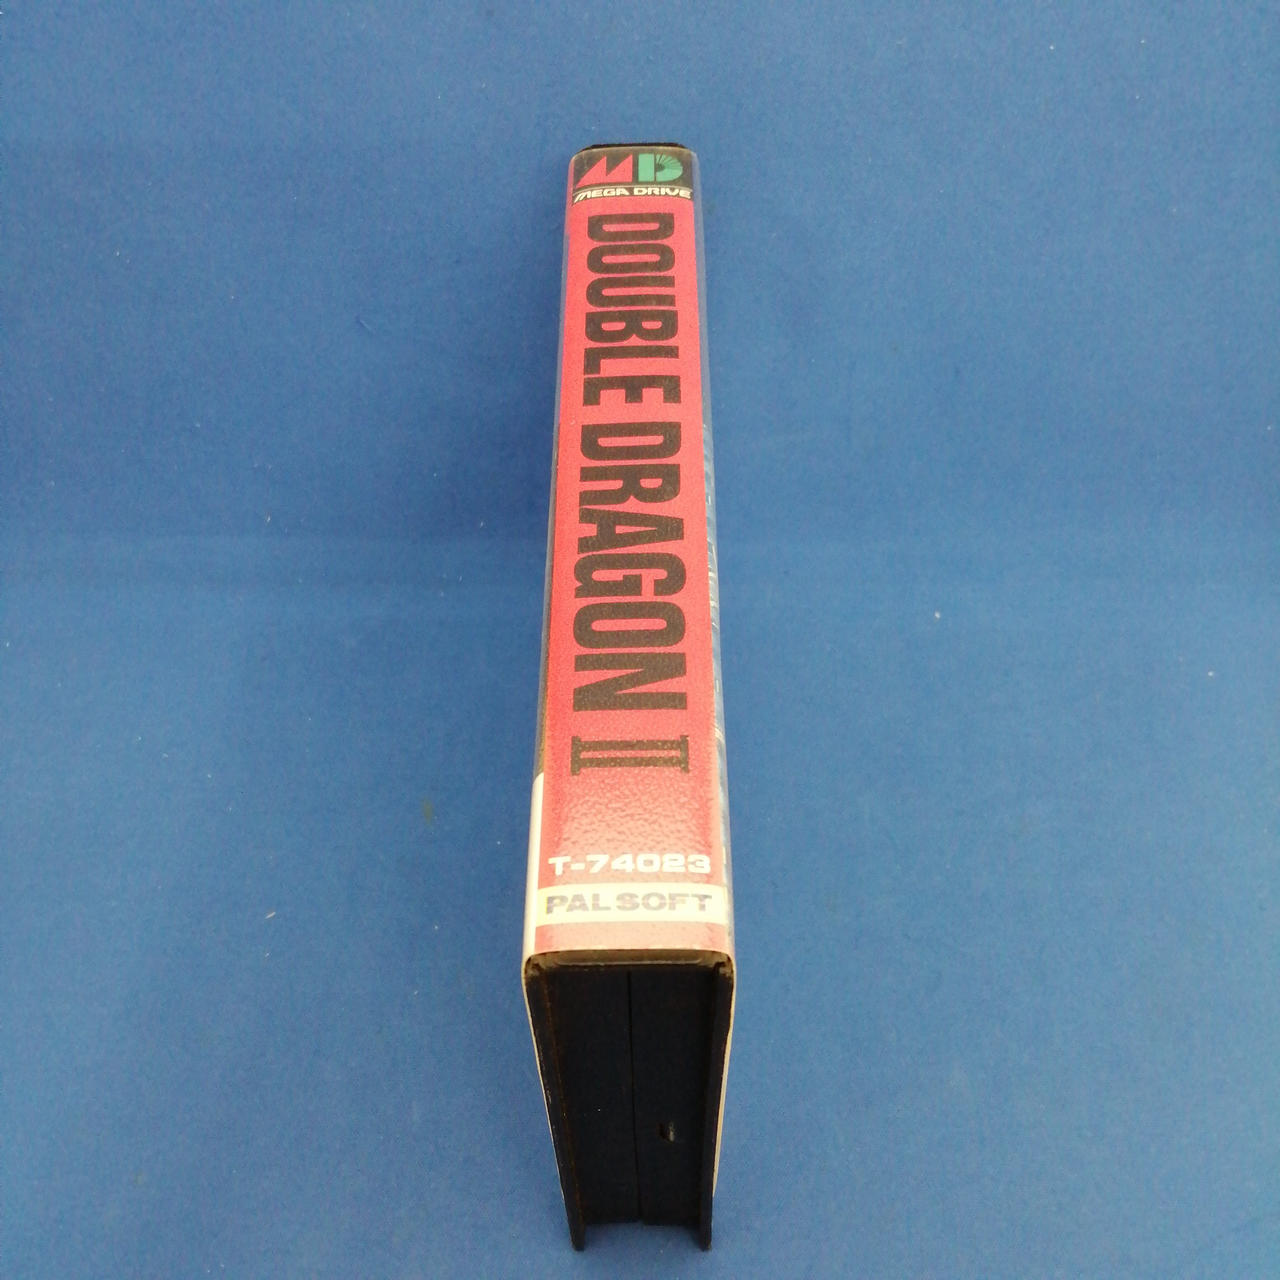 MD
MEGA DRIVE
DOUBLE DRAGON II
T-74023
PALSOFT